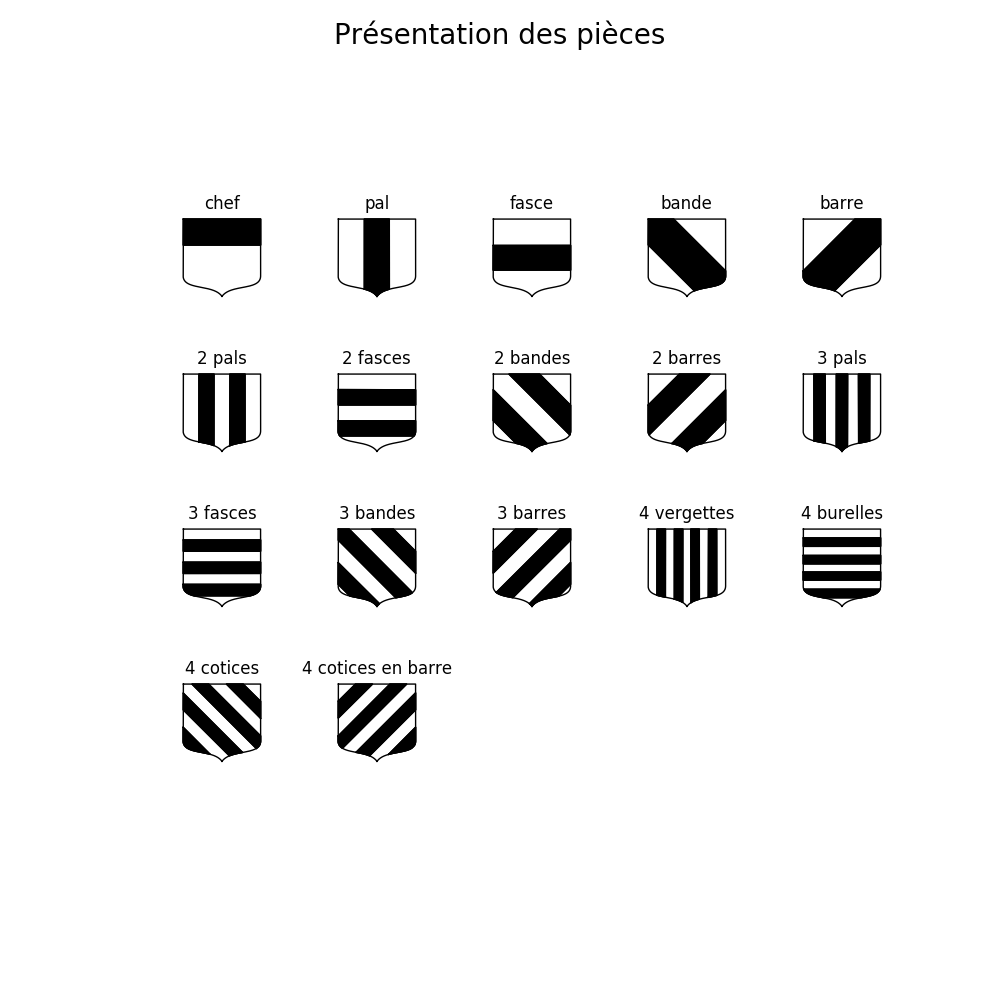 Présentation des pièces
chef
pal
fasce
bande
barre
2 pals
2 fasces
2 bandes
2 barres
3 pals
3 fasces
3 bandes
3 barres
4 vergettes
4 burelles
4 cotices
4 cotices en barre